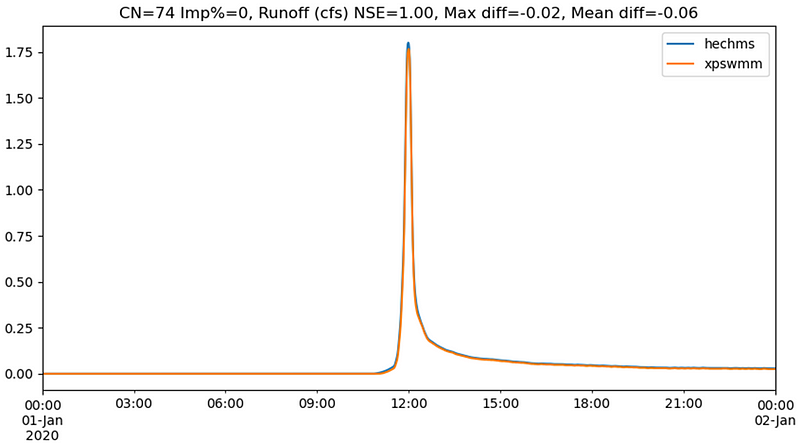 CN=74 Imp%=0, Runoff (cfs) NSE=1.00, Max diff=-0.02, Mean diff=-0.06
hechms
xpswmm
1.75
1.50
1.25
1.00
0.75
0.50
0.25
0.00
00:00 03:00 06:00 09:00 12:00 15:00 18:00 21:00 00:00
01-Jan 02-Jan
2020